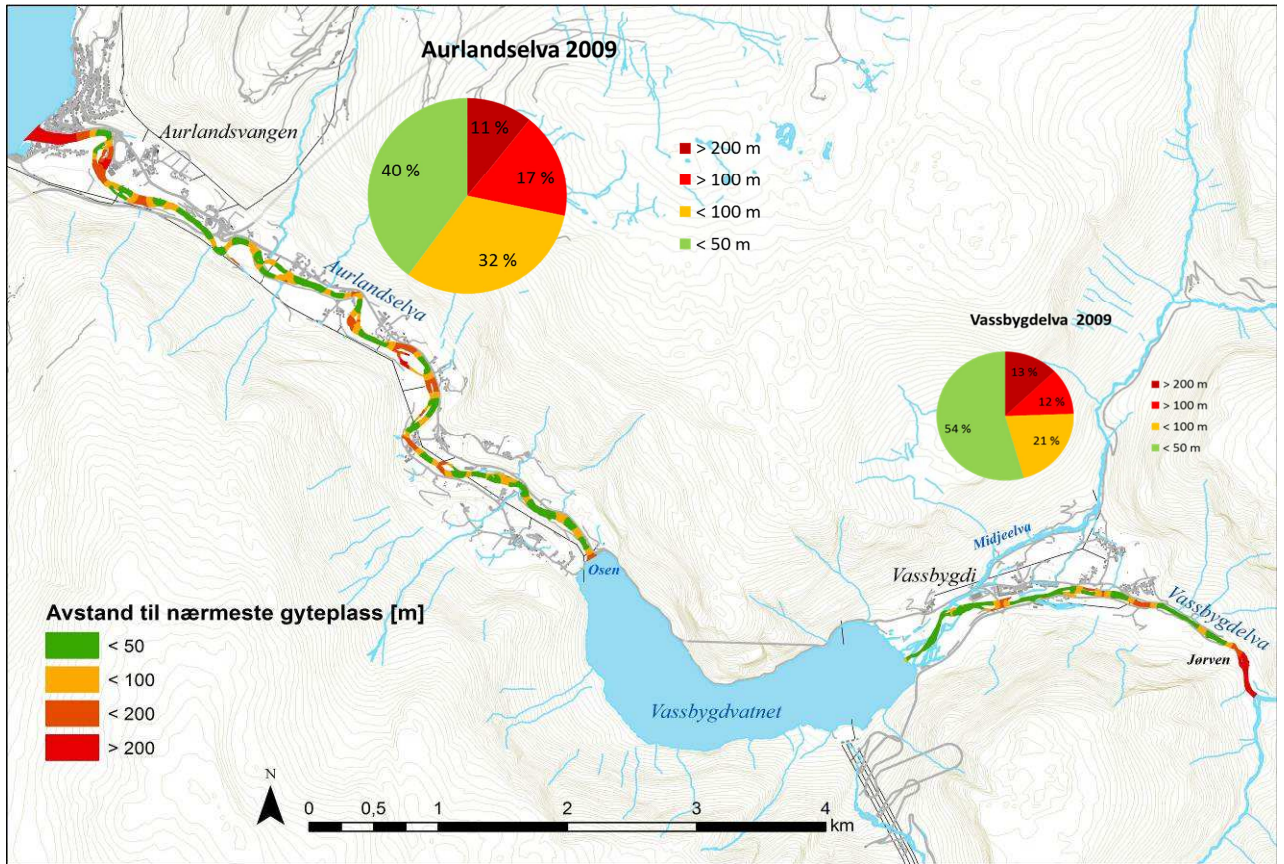 Aurlandselva 2009
11 %
17 %
32 %
40 %
> 200 m
> 100 m
< 100 m
< 50 m
Aurlandsvangen
Aurlandselva
Vassbygdelva 2009
13 %
12 %
21 %
54 %
> 200 m
> 100 m
< 100 m
< 50 m
Midjeelva
Vassbygdi
Vassbygdelva
Jørven
Osen
Vassbygdvatnet
Avstand til nærmeste gyteplass [m]
< 50
< 100
< 200
> 200
N
0 0,5 1 2 3 4
km